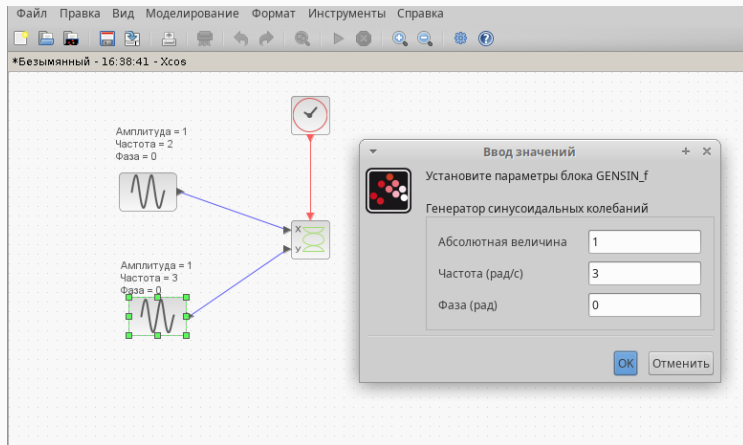 Файл Правка Вид Моделирование Формат Инструменты Справка
*Безымянный - 16:38:41 - Xcos
Амплитуда = 1
Частота = 2
Фаза = 0
X
У
Амплитуда = 1
Частота = 3
Фаза = 0
Ввод значений
Установите параметры блока GENSIN_f
Генератор синусоидальных колебаний
Абсолютная величина 1
Частота (рад/с) 3
Фаза (рад) 0
OK Отменить